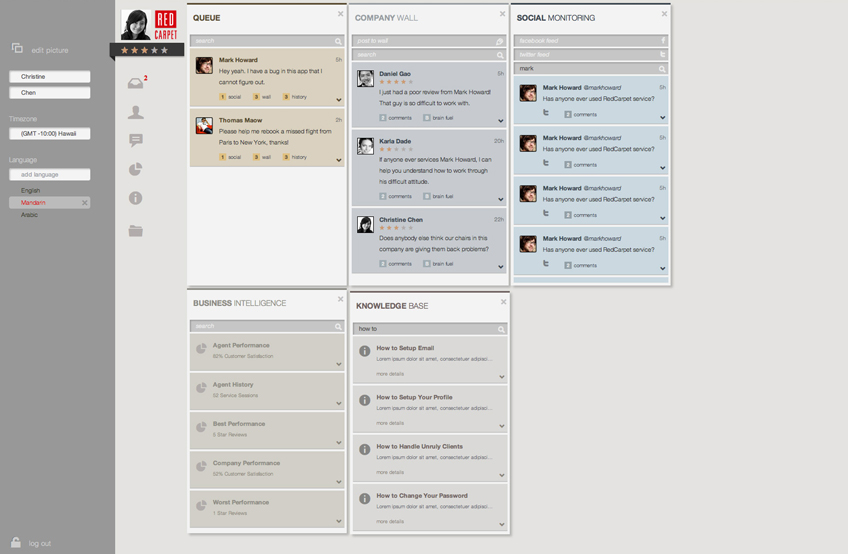 edit picture
Christine
Chen
Timezone
(GMT -10:00) Hawaii
Language
add language
English
Mandarin
Arabic
log out
RED
CARPET
2
QUEUE
search
Mark Howard
5h
Hey yeah. I have a bug in this app that I
cannot figure out.
1 social
3 wall
3 history
Thomas Maow
2h
Please help me rebook a missed fight from
Paris to New York, thanks!
1 social
3 wall
3 history
COMPANY WALL
post to wall
search
Daniel Gao
5h
I just had a poor review from Mark Howard!
That guy is so difficult to work with.
comments
brain fuel
Karla Dade
20h
If anyone ever services Mark Howard, I can
help you understand how to work through
his difficult attitude.
comments
brain fuel
Christine Chen
22h
Does anybody else think our chairs in this
company are giving them back problems?
comments
brain fuel
SOCIAL MONITORING
facebook feed
twitter feed
mark
Mark Howard @markhoward
5h
Has anyone ever used RedCarpet service?
2 comments
Mark Howard @markhoward
5h
Has anyone ever used RedCarpet service?
2 comments
Mark Howard @markhoward
5h
Has anyone ever used RedCarpet service?
2 comments
Mark Howard @markhoward
5h
Has anyone ever used RedCarpet service?
2 comments
BUSINESS INTELLIGENCE
search
Agent Performance
92% Customer Satisfaction
Agent History
32 Service Sessions
Best Performance
5 Star Reviews
Company Performance
92% Customer Satisfaction
Worst Performance
1 Star Reviews
KNOWLEDGE BASE
how to
How to Setup Email
Lorem ipsum dolor sit amet, consectetuer adipisci...
more details
How to Setup Your Profile
Lorem ipsum dolor sit amet, consectetuer adipisci...
more details
How to Handle Unruly Clients
Lorem ipsum dolor sit amet, consectetuer adipisci...
more details
How to Change Your Password
Lorem ipsum dolor sit amet, consectetuer adipisci...
more details